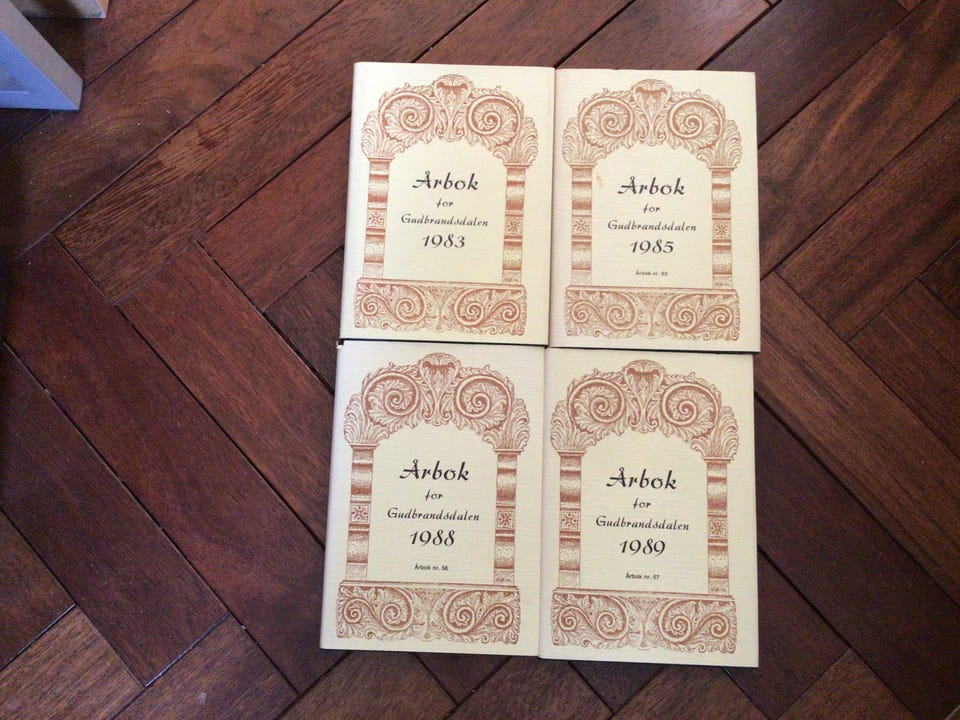 Årbok
for
Gudbrandsdalen
1983
Årbok
for
Gudbrandsdalen
1985
Årbok nr. 53
Årbok
for
Gudbrandsdalen
1988
Årbok nr. 56
Årbok
for
Gudbrandsdalen
1989
Årbok nr. 57